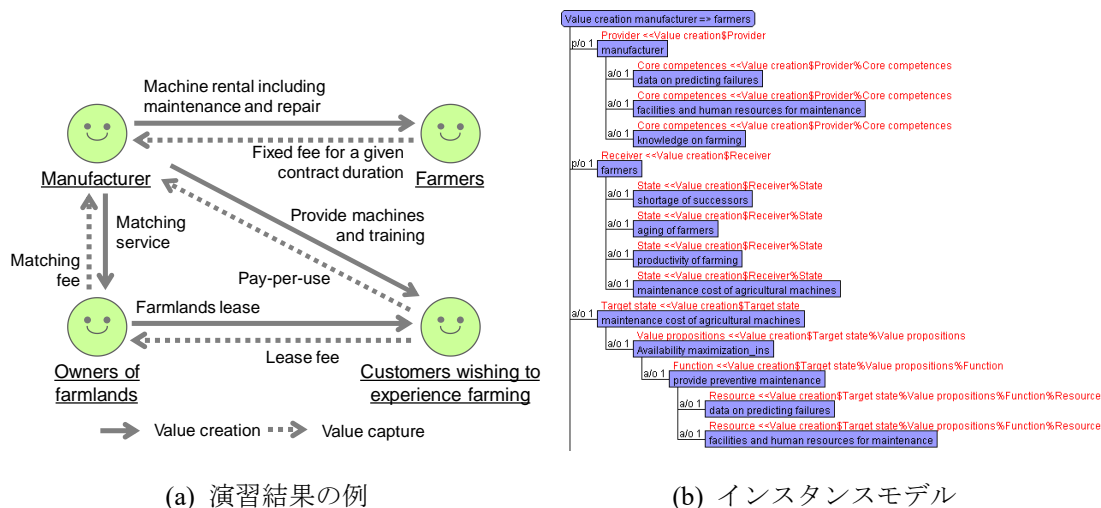 Machine rental including
maintenance and repair
Fixed fee for a given
contract duration
Manufacturer
Farmers
Matching
service
Provide machines
and training
Matching
fee
Pay-per-use
Farmlands lease
Lease fee
Owners of
farmlands
Customers wishing to
experience farming
Value creation
Value capture
(a) 演習結果の例
Value creation manufacturer => farmers
Provider <<Value creation$Provider
p/o 1 manufacturer
Core competences <<Value creation$Provider%Core competences
a/o 1 data on predicting failures
Core competences <<Value creation$Provider%Core competences
a/o 1 facilities and human resources for maintenance
Core competences <<Value creation$Provider%Core competences
a/o 1 knowledge on farming
Receiver <<Value creation$Receiver
p/o 1 farmers
State <<Value creation$Receiver%State
a/o 1 shortage of successors
State <<Value creation$Receiver%State
a/o 1 aging of farmers
State <<Value creation$Receiver%State
a/o 1 productivity of farming
State <<Value creation$Receiver%State
a/o 1 maintenance cost of agricultural machines
Target state <<Value creation$Target state
a/o 1 maintenance cost of agricultural machines
Value propositions <<Value creation$Target state%Value propositions
a/o 1 Availability maximization_ins
Function <<Value creation$Target state%Value propositions%Function
a/o 1 provide preventive maintenance
Resource <<Value creation$Target state%Value propositions%Function%Resource
a/o 1 data on predicting failures
Resource <<Value creation$Target state%Value propositions%Function%Resource
a/o 1 facilities and human resources for maintenance
(b) インスタンスモデル